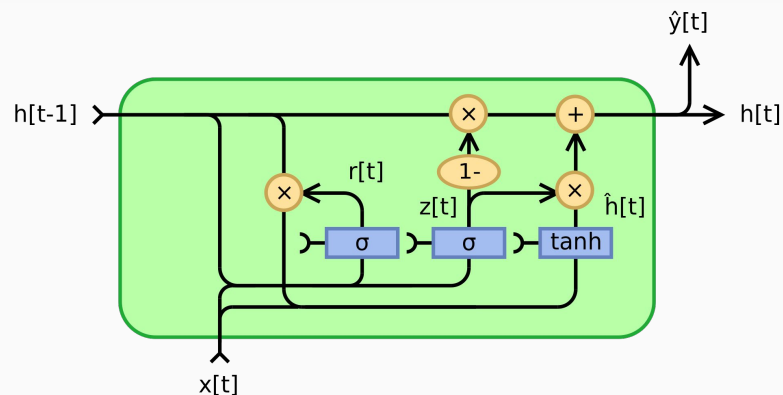 ŷ[t]
h[t-1]
×
+
h[t]
r[t]
1-
×
×
z[t]
ĥ[t]
σ
σ
tanh
x[t]